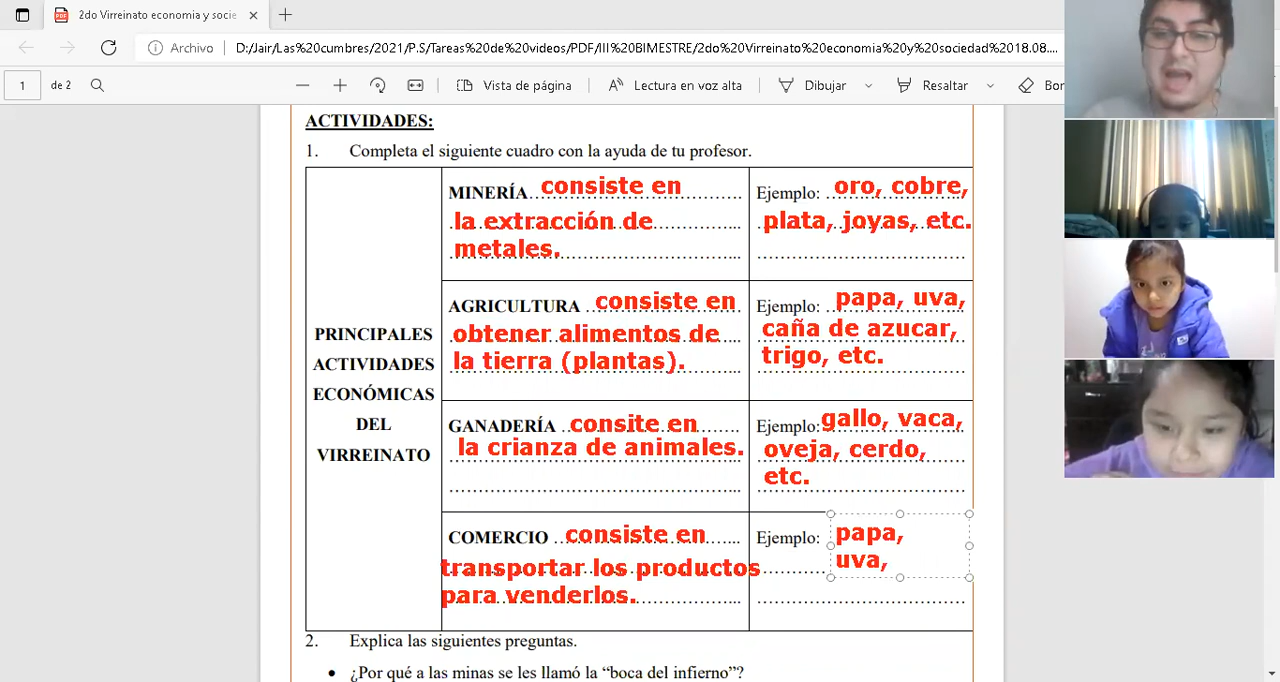 2do Virreinato economia y socie
Archivo
D:/Jair/Las%20cumbres/2021/P.S/Tareas%20de%20videos/PDF/III%20BIMESTRE/2do%20Virreinato%20economia%20y%20sociedad%2018.08....
1 de 2
Vista de página
Lectura en voz alta
Dibujar
Resaltar
Bor
ACTIVIDADES:
1. Completa el siguiente cuadro con la ayuda de tu profesor.
PRINCIPALES
ACTIVIDADES
ECONÓMICAS
DEL
VIRREINATO
MINERÍA consiste en
la extracción de
metales.
Ejemplo: oro, cobre,
plata, joyas, etc.
AGRICULTURA consiste en
obtener alimentos de
la tierra (plantas).
Ejemplo: papa, uva,
caña de azucar,
trigo, etc.
GANADERÍA consite en
la crianza de animales.
Ejemplo: gallo, vaca,
oveja, cerdo,
etc.
COMERCIO consiste en
transportar los productos
para venderlos.
Ejemplo: papa,
uva,
2. Explica las siguientes preguntas.
• ¿Por qué a las minas se les llamó la “boca del infierno”?